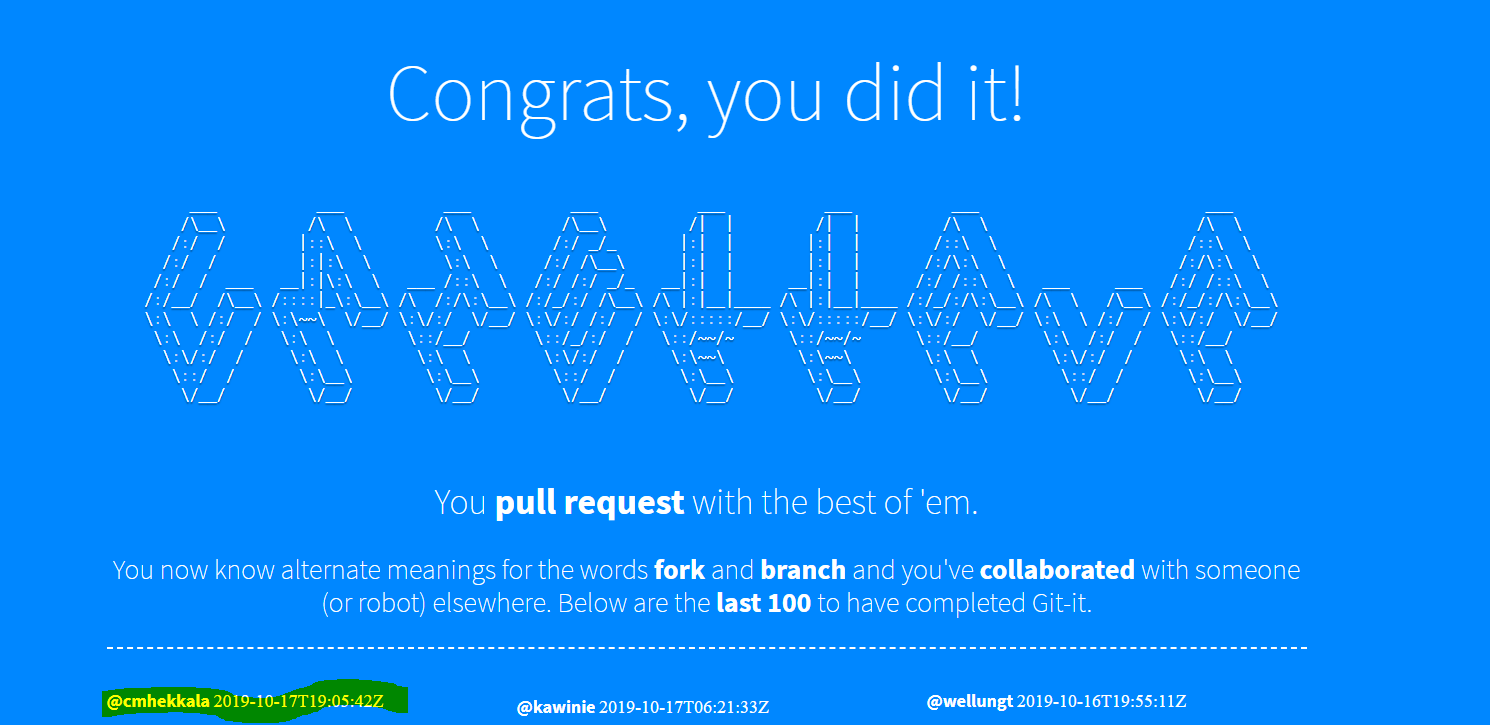 Congrats, you did it!
You pull request with the best of 'em.
You now know alternate meanings for the words fork and branch and you've collaborated with someone
(or robot) elsewhere. Below are the last 100 to have completed Git-it.
@cmhekkala 2019-10-17T19:05:42Z
@kawinie 2019-10-17T06:21:33Z
@wellungt 2019-10-16T19:55:11Z